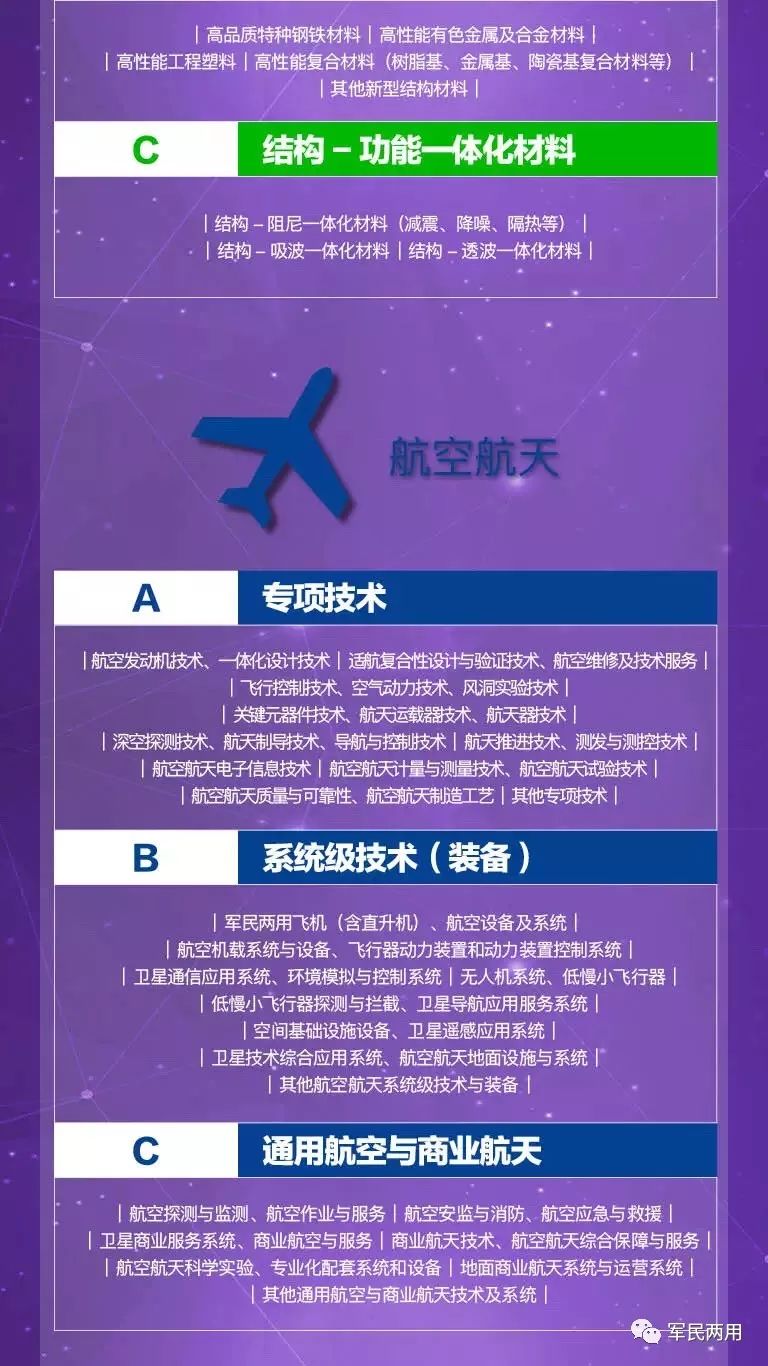 | 高品质特种钢铁材料 | 高性能有色金属及合金材料 |
| 高性能工程塑料 | 高性能复合材料（树脂基、金属基、陶瓷基复合材料等） |
| 其他新型结构材料 |
C 结构–功能一体化材料
| 结构–阻尼一体化材料（减震、降噪、隔热等） |
| 结构–吸波一体化材料 | 结构–透波一体化材料 |
航空航天
A 专项技术
| 航空发动机技术、一体化设计技术 | 适航复合性设计与验证技术、航空维修及技术服务 |
| 飞行控制技术、空气动力技术、风洞实验技术 |
| 关键元器件技术、航天运载器技术、航天器技术 |
| 深空探测技术、航天制导技术、导航与控制技术 | 航天推进技术、测发与测控技术 |
| 航空航天电子信息技术 | 航空航天计量与测量技术、航空航天试验技术 |
| 航空航天质量与可靠性、航空航天制造工艺 | 其他专项技术 |
B 系统级技术（装备）
| 军民两用飞机（含直升机）、航空设备及系统 |
| 航空机载系统与设备、飞行器动力装置和动力装置控制系统 |
| 卫星通信应用系统、环境模拟与控制系统 | 无人机系统、低慢小飞行器 |
| 低慢小飞行器探测与拦截、卫星导航应用服务系统 |
| 空间基础设施设备、卫星遥感应用系统 |
| 卫星技术综合应用系统、航空航天地面设施与系统 |
| 其他航空航天系统级技术与装备 |
C 通用航空与商业航天
| 航空探测与监测、航空作业与服务 | 航空安监与消防、航空应急与救援 |
| 卫星商业服务系统、商业航空与服务 | 商业航天技术、航空航天综合保障与服务 |
| 航空航天科学实验、专业化配套系统和设备 | 地面商业航天系统与运营系统 |
| 其他通用航空与商业航天技术及系统 |
军民两用